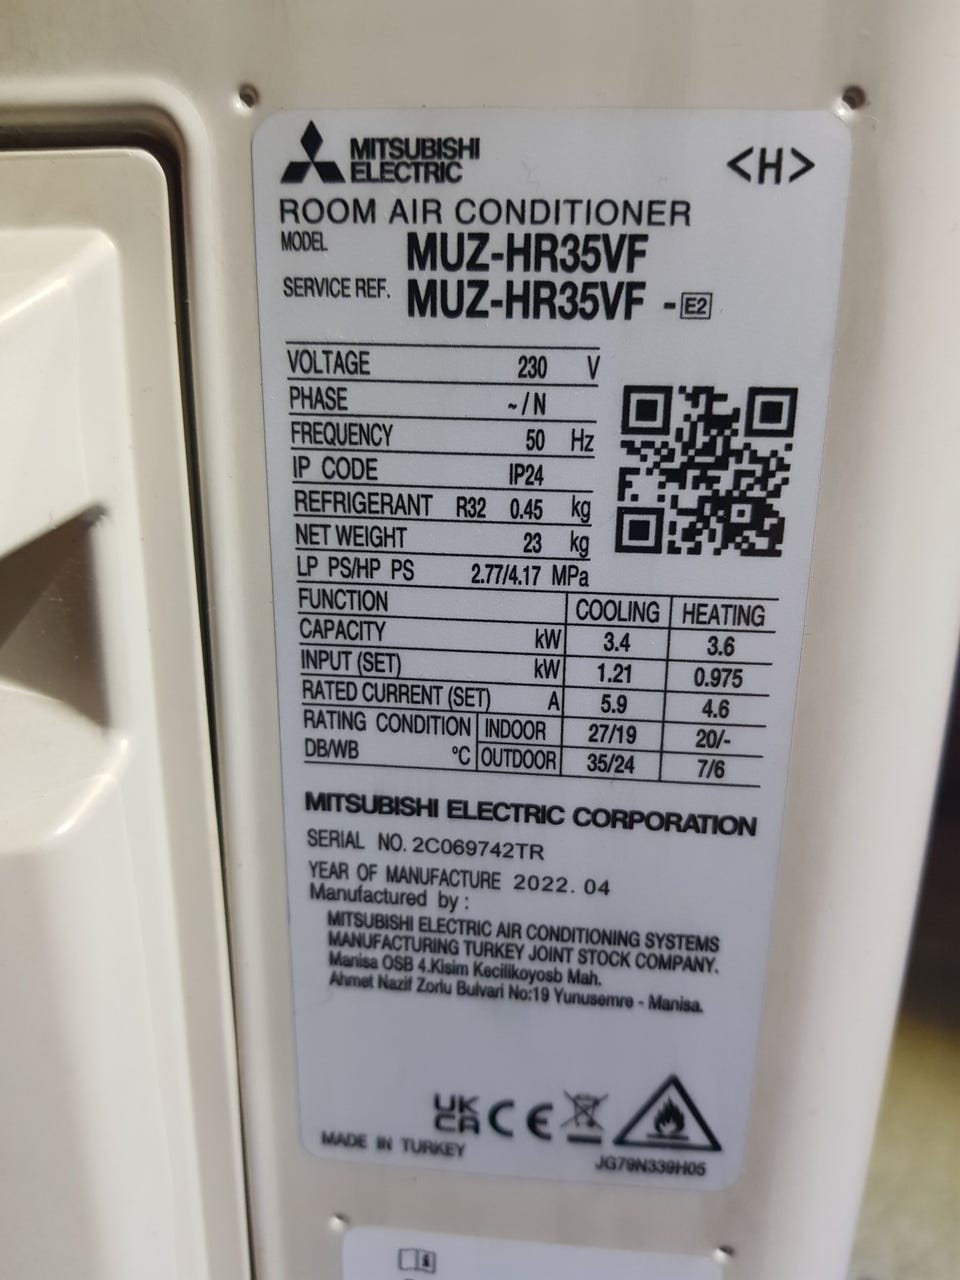 MITSUBISHI
ELECTRIC
<H>
ROOM AIR CONDITIONER
MODEL MUZ-HR35VF
SERVICE REF. MUZ-HR35VF -E2
VOLTAGE 230 V
PHASE ~/N
FREQUENCY 50 Hz
IP CODE IP24
REFRIGERANT R32 0.45 kg
NET WEIGHT 23 kg
LP PS/HP PS 2.77/4.17 MPa
FUNCTION COOLING HEATING
CAPACITY kW 3.4 3.6
INPUT (SET) kW 1.21 0.975
RATED CURRENT (SET) A 5.9 4.6
RATING CONDITION INDOOR 27/19 20/-
DB/WB °C OUTDOOR 35/24 7/6
MITSUBISHI ELECTRIC CORPORATION
SERIAL NO. 2C069742TR
YEAR OF MANUFACTURE 2022. 04
Manufactured by :
MITSUBISHI ELECTRIC AIR CONDITIONING SYSTEMS
MANUFACTURING TURKEY JOINT STOCK COMPANY.
Manisa OSB 4.Kisim Kecilikoyosb Mah.
Ahmet Nazif Zorlu Bulvari No:19 Yunusemre - Manisa.
UK
CA CE
MADE IN TURKEY
JG79N339H05